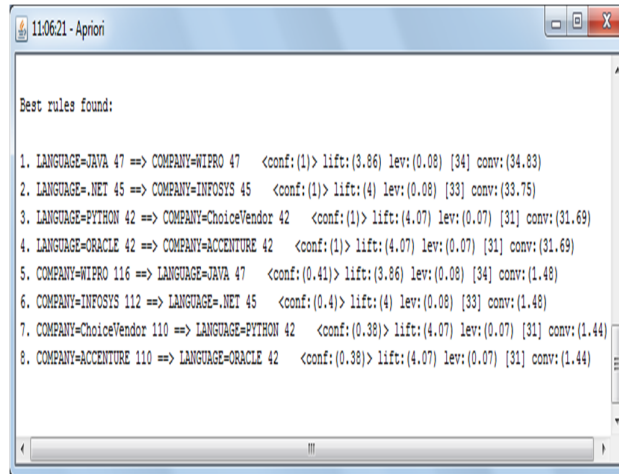 11:06:21 - Apriori
Best rules found:
1. LANGUAGE=JAVA 47 ==> COMPANY=WIPRO 47 <conf:(1)> lift:(3.86) lev:(0.08) [34] conv:(34.83)
2. LANGUAGE=.NET 45 ==> COMPANY=INFOSYS 45 <conf:(1)> lift:(4) lev:(0.08) [33] conv:(33.75)
3. LANGUAGE=PYTHON 42 ==> COMPANY=ChoiceVendor 42 <conf:(1)> lift:(4.07) lev:(0.07) [31] conv:(31.69)
4. LANGUAGE=ORACLE 42 ==> COMPANY=ACCENTURE 42 <conf:(1)> lift:(4.07) lev:(0.07) [31] conv:(31.69)
5. COMPANY=WIPRO 116 ==> LANGUAGE=JAVA 47 <conf:(0.41)> lift:(3.86) lev:(0.08) [34] conv:(1.48)
6. COMPANY=INFOSYS 112 ==> LANGUAGE=.NET 45 <conf:(0.4)> lift:(4) lev:(0.08) [33] conv:(1.48)
7. COMPANY=ChoiceVendor 110 ==> LANGUAGE=PYTHON 42 <conf:(0.38)> lift:(4.07) lev:(0.07) [31] conv:(1.44)
8. COMPANY=ACCENTURE 110 ==> LANGUAGE=ORACLE 42 <conf:(0.38)> lift:(4.07) lev:(0.07) [31] conv:(1.44)